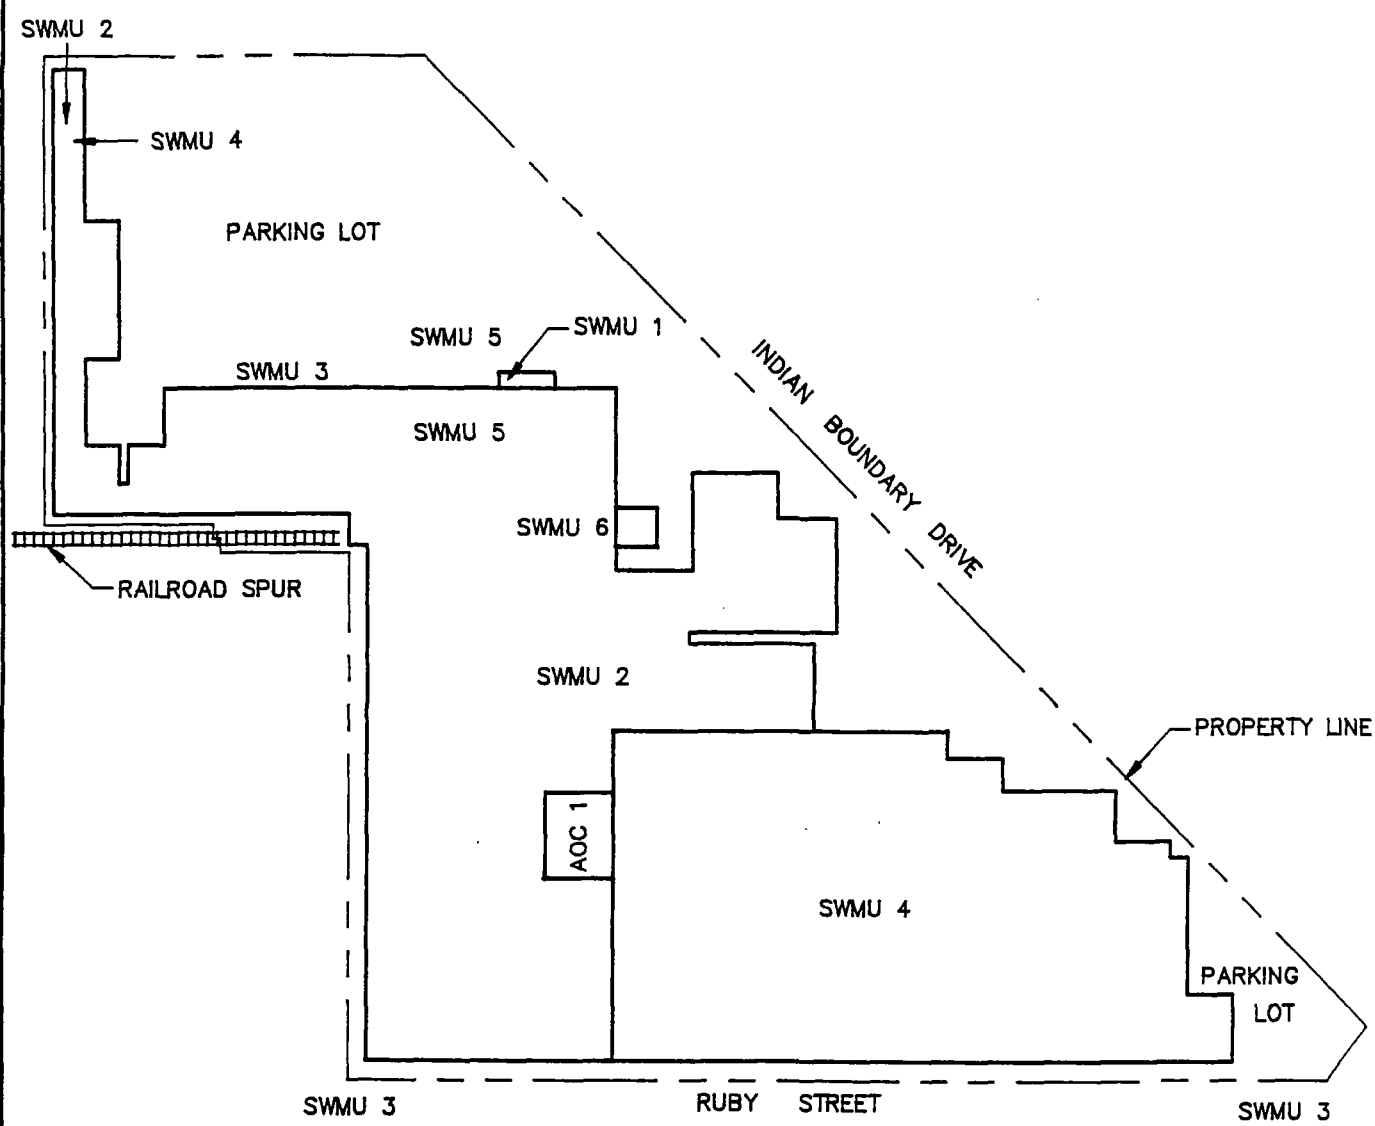 SWMU 2
SWMU 4
PARKING LOT
SWMU 5
SWMU 1
SWMU 3
SWMU 5
INDIAN BOUNDARY DRIVE
SWMU 6
RAILROAD SPUR
SWMU 2
PROPERTY LINE
AOC 1
SWMU 4
PARKING
LOT
SWMU 3
RUBY STREET
SWMU 3